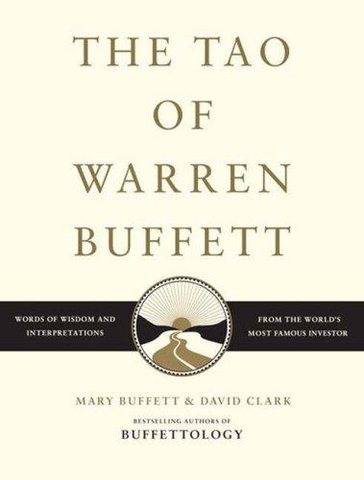 THE TAO
OF
WARREN
BUFFETT
WORDS OF WISDOM AND
INTERPRETATIONS
FROM THE WORLD'S
MOST FAMOUS INVESTOR
MARY BUFFETT & DAVID CLARK
BESTSELLING AUTHORS OF
BUFFETTOLOGY